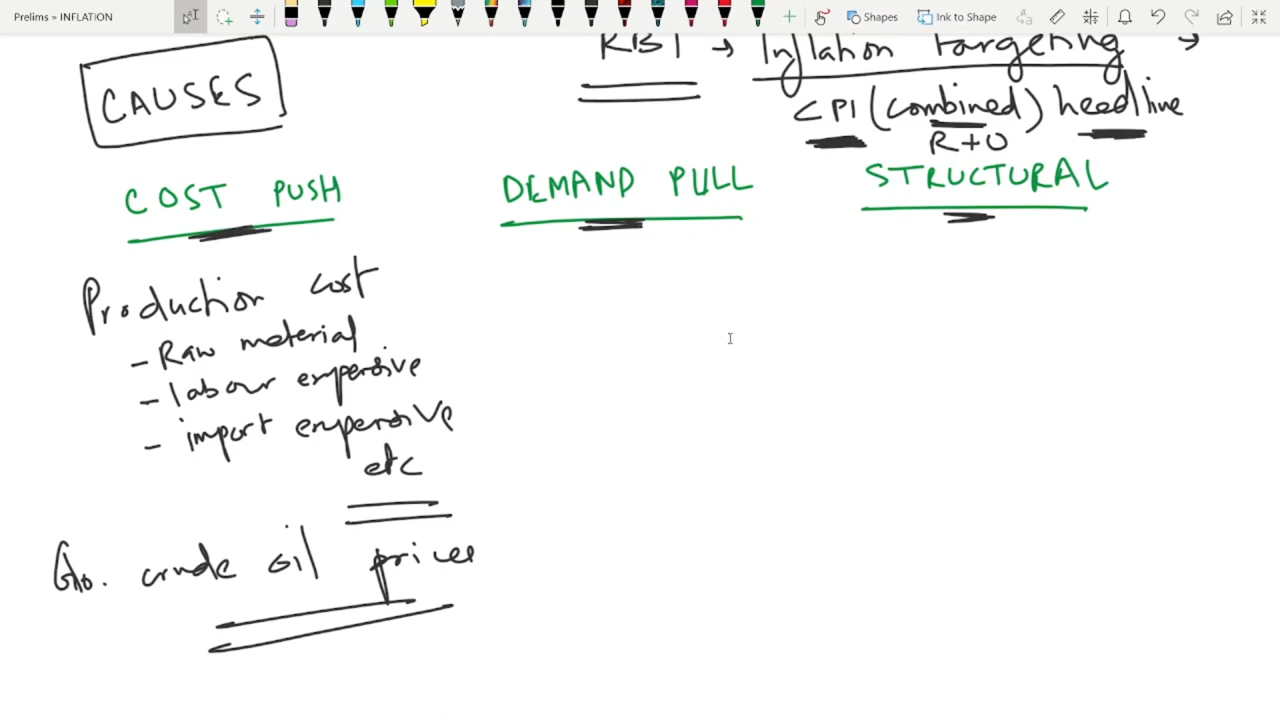 Prelims » INFLATION
Shapes
Ink to Shape
RBI → Inflation Targeting →
CPI (combined) headline
R+U
CAUSES
COST PUSH
DEMAND PULL
STRUCTURAL
Production cost
- Raw material
- labour expensive
- import expensive
etc
crude oil prices